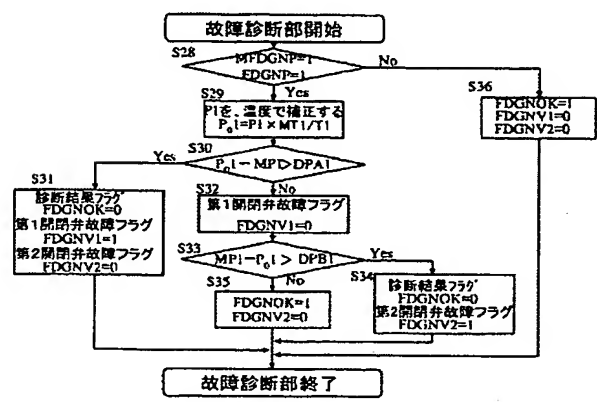 故障診断部開始
S28
MFDGNP=1
FDGNP=1
No
Yes
S36
FDGNOK=1
FDGNV1=0
FDGNV2=0
S29
P1を、温度で補正する
P₀1=P1×MT1/T1
S30
P₀1-MP1>DPA1
Yes
No
S31
診断結果フラグ
FDGNOK=0
第1開閉弁故障フラグ
FDGNV1=1
第2開閉弁故障フラグ
FDGNV2=0
S32
第1開閉弁故障フラグ
FDGNV1=0
S33
MP1-P₀1 > DPB1
Yes
No
S34
診断結果フラグ
FDGNOK=0
第2開閉弁故障フラグ
FDGNV2=1
S35
FDGNOK=1
FDGNV2=0
故障診断部終了